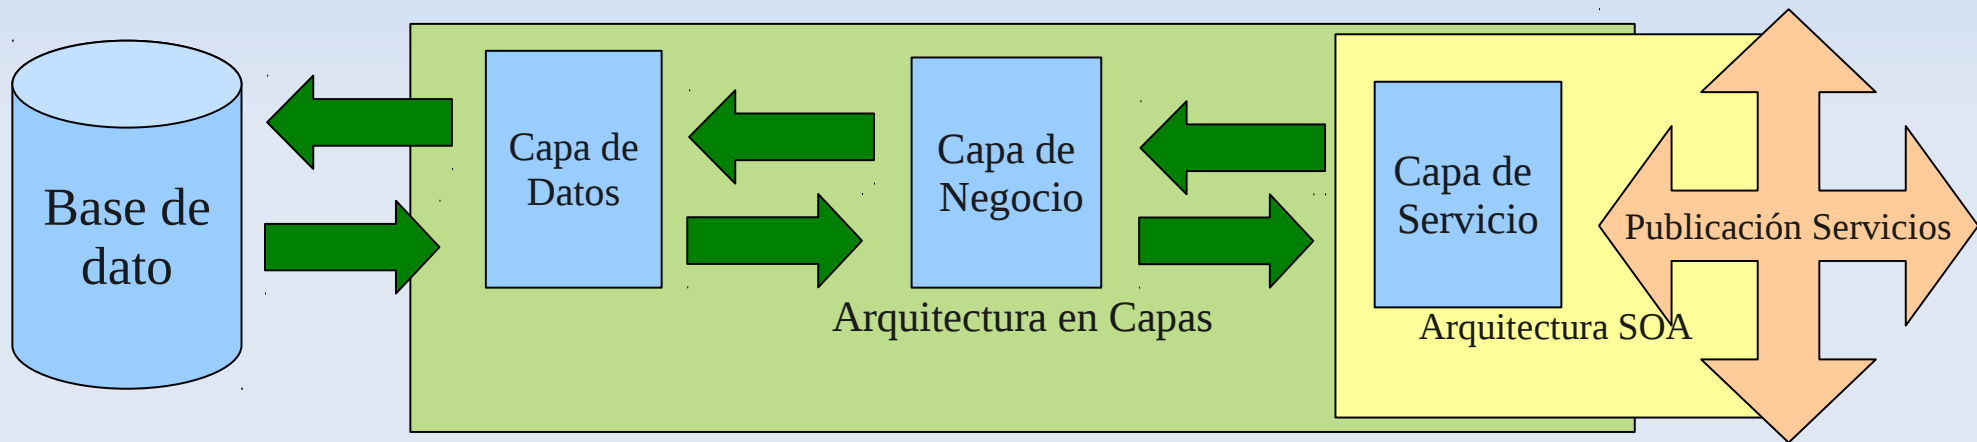 Base de
dato
Capa de
Datos
Capa de
Negocio
Arquitectura en Capas
Capa de
Servicio
Arquitectura SOA
Publicación Servicios